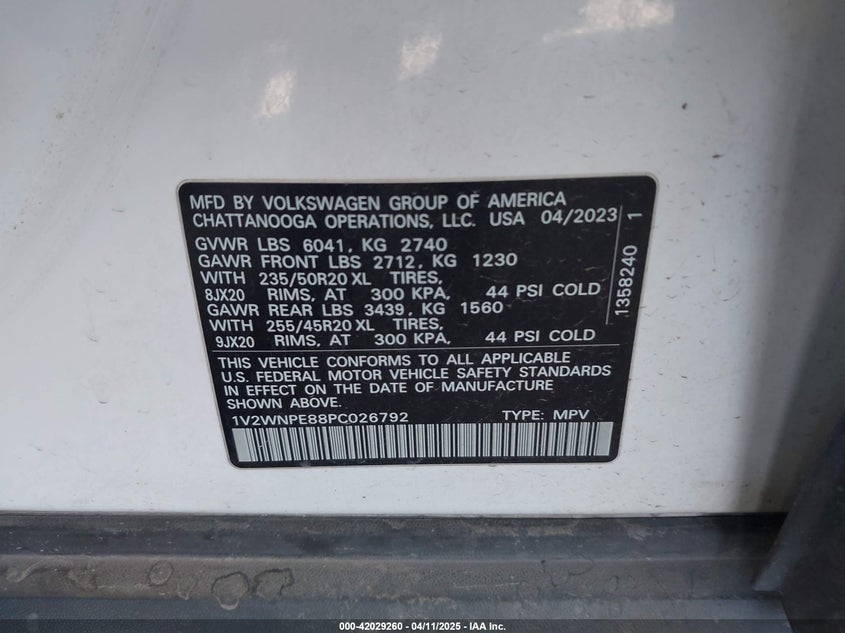 MFD BY VOLKSWAGEN GROUP OF AMERICA
CHATTANOOGA OPERATIONS, LLC. USA 04/2023
GVWR LBS 6041, KG 2740
GAWR FRONT LBS 2712, KG 1230
WITH 235/50R20 XL TIRES,
8JX20 RIMS, AT 300 KPA, 44 PSI COLD
GAWR REAR LBS 3439, KG 1560
WITH 255/45R20 XL TIRES,
9JX20 RIMS, AT 300 KPA, 44 PSI COLD
THIS VEHICLE CONFORMS TO ALL APPLICABLE
U.S. FEDERAL MOTOR VEHICLE SAFETY STANDARDS
IN EFFECT ON THE DATE OF MANUFACTURE
SHOWN ABOVE.
1V2WNPE88PC026792 TYPE: MPV
1358240 1
000-42029260 - 04/11/2025 - IAA Inc.